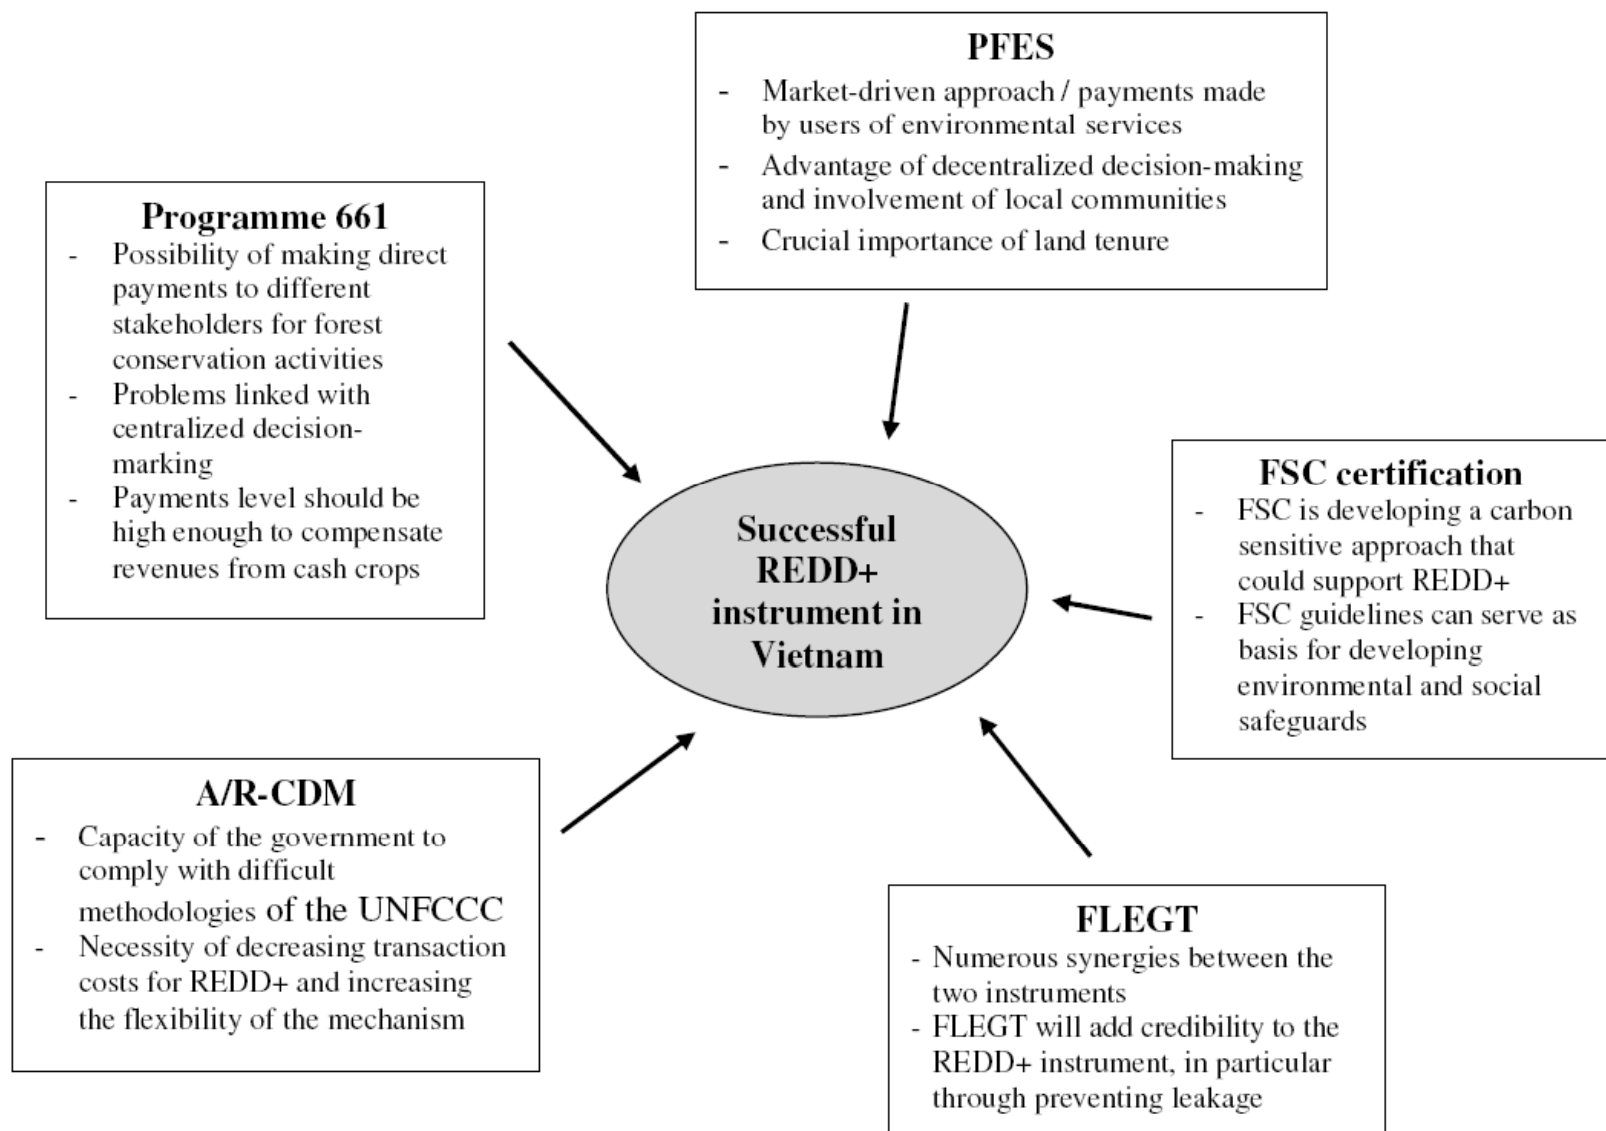 PFES
- Market-driven approach / payments made
by users of environmental services
- Advantage of decentralized decision-making
and involvement of local communities
- Crucial importance of land tenure
Programme 661
- Possibility of making direct
payments to different
stakeholders for forest
conservation activities
- Problems linked with
centralized decision-
marking
- Payments level should be
high enough to compensate
revenues from cash crops
FSC certification
- FSC is developing a carbon
sensitive approach that
could support REDD+
- FSC guidelines can serve as
basis for developing
environmental and social
safeguards
Successful
REDD+
instrument in
Vietnam
A/R-CDM
- Capacity of the government to
comply with difficult
methodologies of the UNFCCC
- Necessity of decreasing transaction
costs for REDD+ and increasing
the flexibility of the mechanism
FLEGT
- Numerous synergies between the
two instruments
- FLEGT will add credibility to the
REDD+ instrument, in particular
through preventing leakage